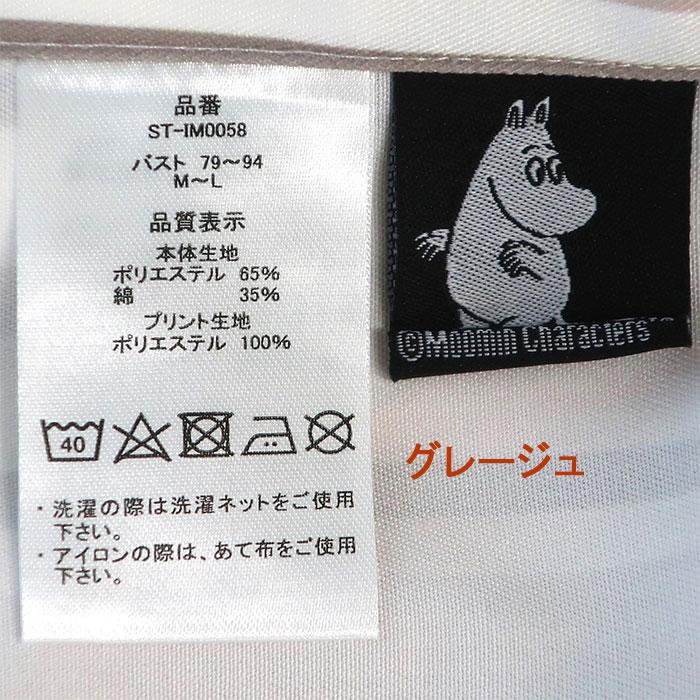 品番
ST-IM0058
バスト 79～94
M～L
品質表示
本体生地
ポリエステル 65%
綿 35%
プリント生地
ポリエステル 100%
40
・洗濯の際は洗濯ネットをご使用
下さい。
・アイロンの際は、あて布をご使用
下さい。
©Moomin Characters™
グレージュ